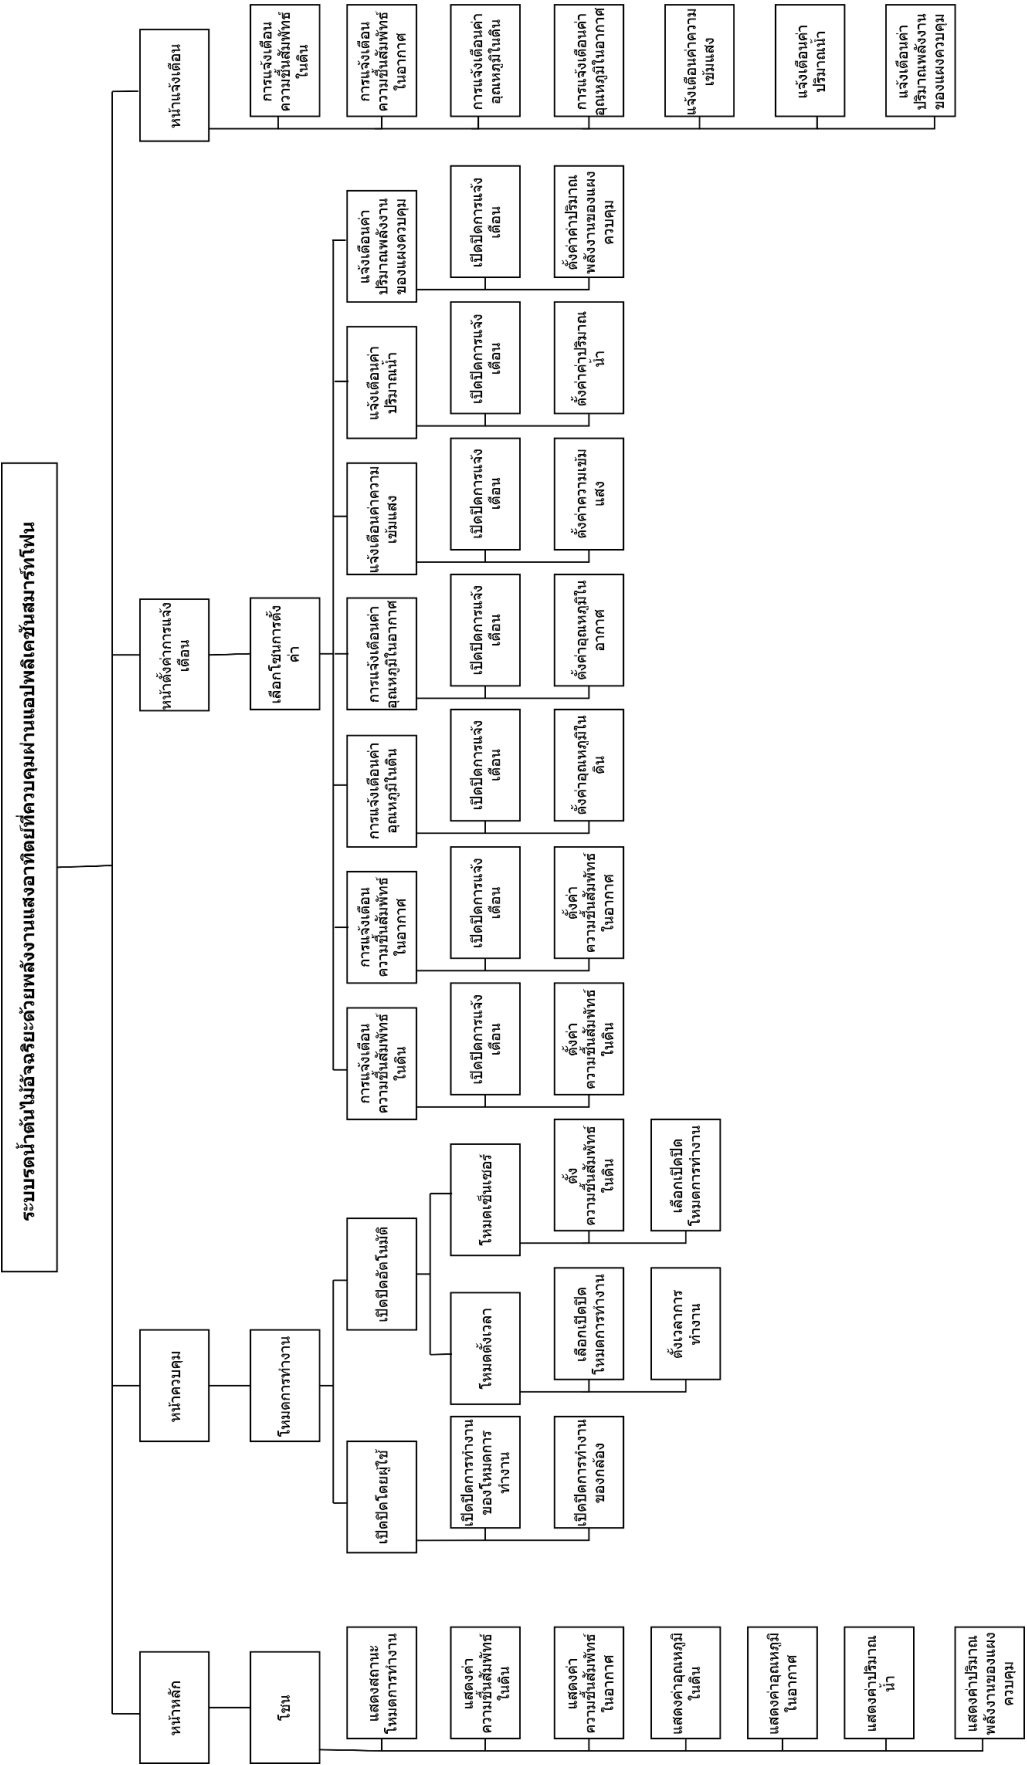 ระบบรดน้ำต้นไม้อัจฉริยะด้วยพลังงานแสงอาทิตย์ที่ควบคุมผ่านแอปพลิเคชันสมาร์ทโฟน
หน้าหลัก
โซน
แสดงสถานะ
โหมดการทำงาน
แสดงค่า
ความชื้นสัมพัทธ์
ในดิน
แสดงค่า
ความชื้นสัมพัทธ์
ในอากาศ
แสดงค่าอุณหภูมิ
ในดิน
แสดงค่าอุณหภูมิ
ในอากาศ
แสดงค่าปริมาณ
น้ำ
แสดงค่าปริมาณ
พลังงานของแผง
ควบคุม
หน้าควบคุม
โหมดการทำงาน
เปิดปิดโดยผู้ใช้
เปิดปิดการทำงาน
ของโหมดการ
ทำงาน
เปิดปิดการทำงาน
ของกล้อง
เปิดปิดอัตโนมัติ
โหมดตั้งเวลา
เลือกเปิดปิด
โหมดการทำงาน
ตั้งเวลาการ
ทำงาน
โหมดเซ็นเซอร์
ตั้ง
ความชื้นสัมพัทธ์
ในดิน
เลือกเปิดปิด
โหมดการทำงาน
หน้าตั้งค่าการแจ้ง
เตือน
เลือกโซนการตั้ง
ค่า
การแจ้งเตือน
ความชื้นสัมพัทธ์
ในดิน
เปิดปิดการแจ้ง
เตือน
ตั้งค่า
ความชื้นสัมพัทธ์
ในดิน
การแจ้งเตือน
ความชื้นสัมพัทธ์
ในอากาศ
เปิดปิดการแจ้ง
เตือน
ตั้งค่า
ความชื้นสัมพัทธ์
ในอากาศ
การแจ้งเตือนค่า
อุณหภูมิในดิน
เปิดปิดการแจ้ง
เตือน
ตั้งค่าอุณหภูมิใน
ดิน
การแจ้งเตือนค่า
อุณหภูมิในอากาศ
เปิดปิดการแจ้ง
เตือน
ตั้งค่าอุณหภูมิใน
อากาศ
แจ้งเตือนค่าความ
เข้มแสง
เปิดปิดการแจ้ง
เตือน
ตั้งค่าความเข้ม
แสง
แจ้งเตือนค่า
ปริมาณน้ำ
เปิดปิดการแจ้ง
เตือน
ตั้งค่าค่าปริมาณ
น้ำ
แจ้งเตือนค่า
ปริมาณพลังงาน
ของแผงควบคุม
เปิดปิดการแจ้ง
เตือน
ตั้งค่าค่าปริมาณ
พลังงานของแผง
ควบคุม
หน้าแจ้งเตือน
การแจ้งเตือน
ความชื้นสัมพัทธ์
ในดิน
การแจ้งเตือน
ความชื้นสัมพัทธ์
ในอากาศ
การแจ้งเตือนค่า
อุณหภูมิในดิน
การแจ้งเตือนค่า
อุณหภูมิในอากาศ
แจ้งเตือนค่าความ
เข้มแสง
แจ้งเตือนค่า
ปริมาณน้ำ
แจ้งเตือนค่า
ปริมาณพลังงาน
ของแผงควบคุม